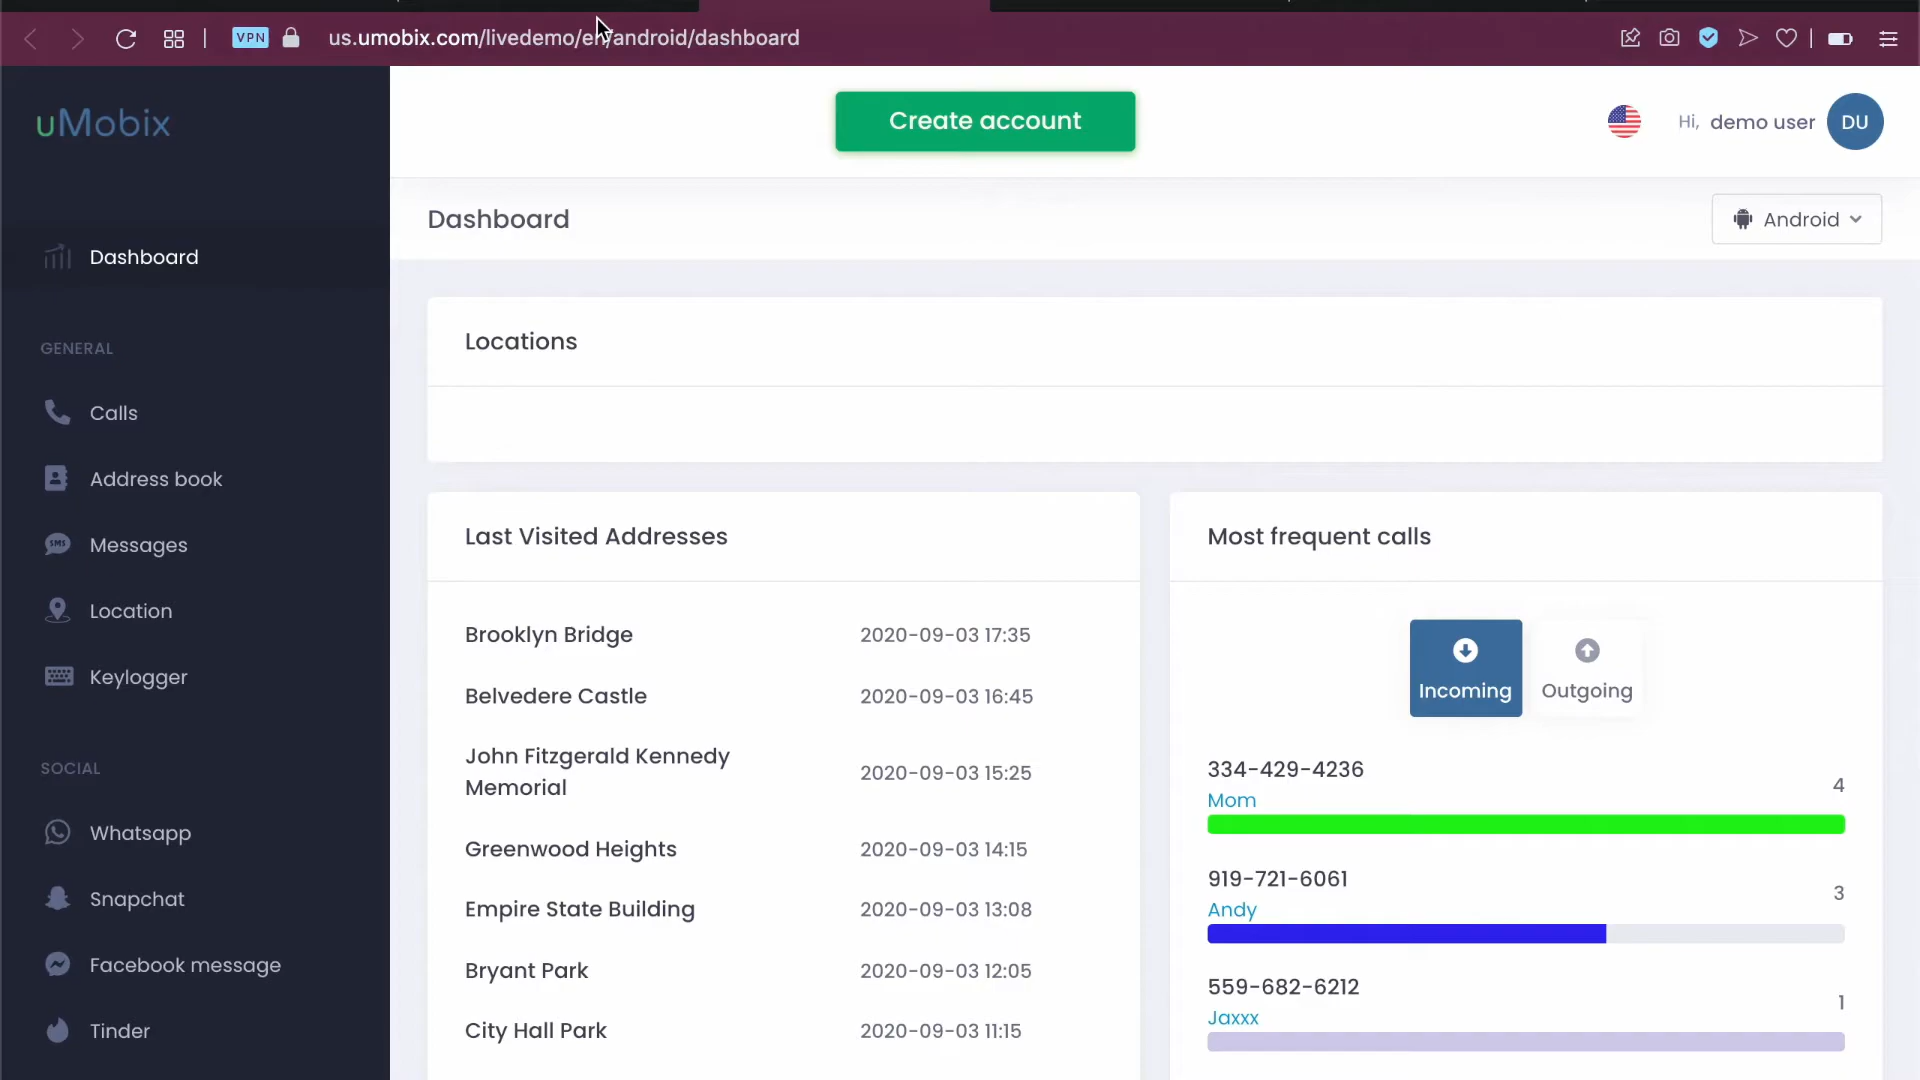 VPN us.umobix.com/livedemo/en/android/dashboard
uMobix
Create account
Hi, demo user DU
Dashboard
Android
Dashboard
GENERAL
Calls
Address book
SMS Messages
Location
Keylogger
SOCIAL
Whatsapp
Snapchat
Facebook message
Tinder
Locations
Last Visited Addresses
Brooklyn Bridge 2020-09-03 17:35
Belvedere Castle 2020-09-03 16:45
John Fitzgerald Kennedy
Memorial 2020-09-03 15:25
Greenwood Heights 2020-09-03 14:15
Empire State Building 2020-09-03 13:08
Bryant Park 2020-09-03 12:05
City Hall Park 2020-09-03 11:15
Most frequent calls
Incoming Outgoing
334-429-4236
Mom 4
919-721-6061
Andy 3
559-682-6212
Jaxxx 1